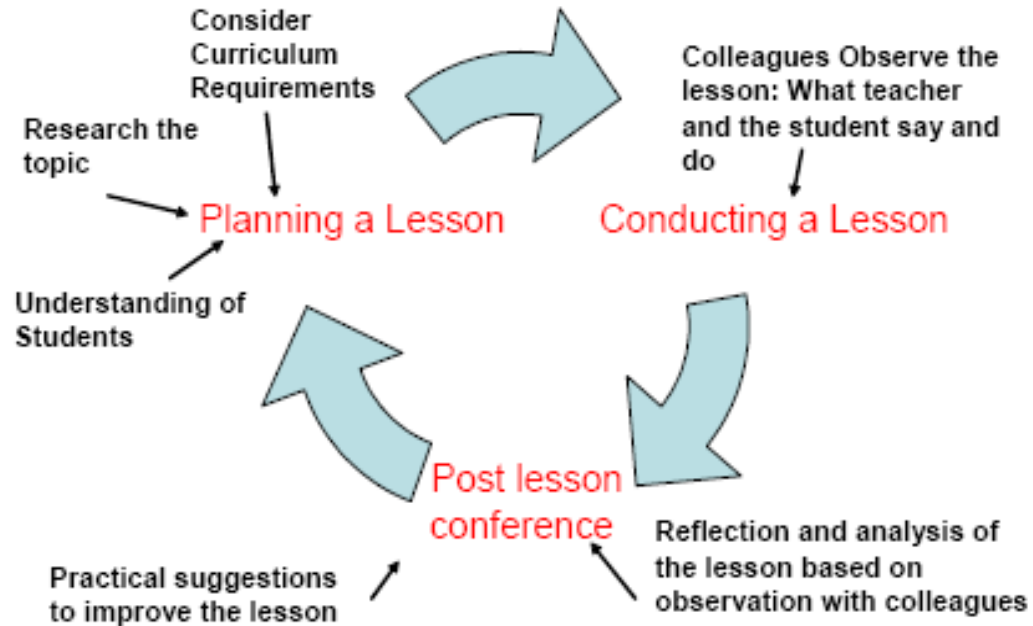 Consider
Curriculum
Requirements
Colleagues Observe the
lesson: What teacher
and the student say and
do
Research the
topic
Planning a Lesson
Conducting a Lesson
Understanding of
Students
Post lesson
conference
Reflection and analysis of
the lesson based on
observation with colleagues
Practical suggestions
to improve the lesson